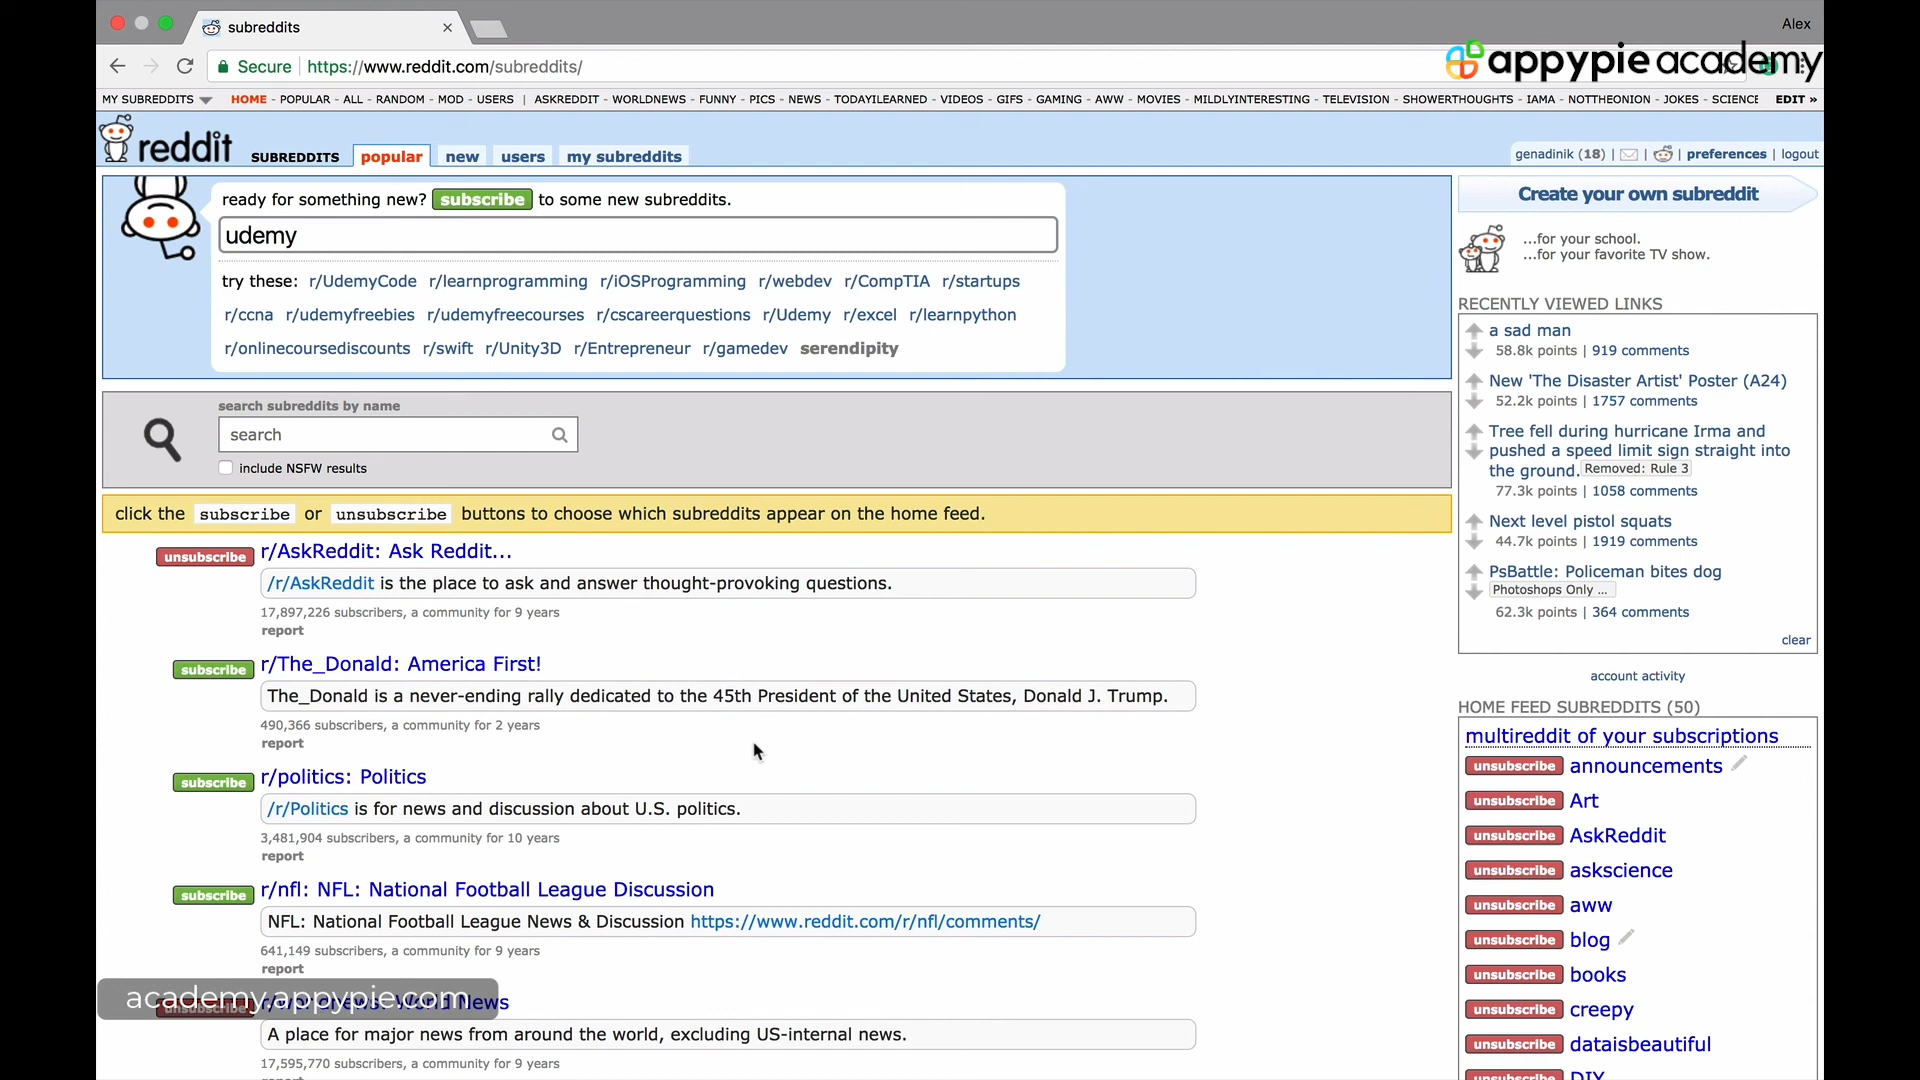 subreddits
Alex
Secure
https://www.reddit.com/subreddits/
appypie academy
MY SUBREDDITS
HOME - POPULAR - ALL - RANDOM - MOD - USERS | ASKREDDIT - WORLDNEWS - FUNNY - PICS - NEWS - TODAYILEARNED - VIDEOS - GIFS - GAMING - AWW - MOVIES - MILDLYINTERESTING - TELEVISION - SHOWERTHOUGHTS - IAMA - NOTTHEONION - JOKES - SCIENCE
EDIT »
reddit SUBREDDITS popular new users my subreddits
genadinik (18) | | | preferences | logout
ready for something new? subscribe to some new subreddits.
udemy
try these: r/UdemyCode r/learnprogramming r/iOSProgramming r/webdev r/CompTIA r/startups
r/ccna r/udemyfreebies r/udemyfreecourses r/cscareerquestions r/Udemy r/excel r/learnpython
r/onlinecoursediscounts r/swift r/Unity3D r/Entrepreneur r/gamedev serendipity
search subreddits by name
search
include NSFW results
click the subscribe or unsubscribe buttons to choose which subreddits appear on the home feed.
unsubscribe r/AskReddit: Ask Reddit...
/r/AskReddit is the place to ask and answer thought-provoking questions.
17,897,226 subscribers, a community for 9 years
report
subscribe r/The_Donald: America First!
The_Donald is a never-ending rally dedicated to the 45th President of the United States, Donald J. Trump.
490,366 subscribers, a community for 2 years
report
subscribe r/politics: Politics
/r/Politics is for news and discussion about U.S. politics.
3,481,904 subscribers, a community for 10 years
report
subscribe r/nfl: NFL: National Football League Discussion
NFL: National Football League News & Discussion https://www.reddit.com/r/nfl/comments/
641,149 subscribers, a community for 9 years
report
academy.appypie.com
unsubscribe r/worldnews: World News
A place for major news from around the world, excluding US-internal news.
17,595,770 subscribers, a community for 9 years
Create your own subreddit
...for your school.
...for your favorite TV show.
RECENTLY VIEWED LINKS
a sad man
58.8k points | 919 comments
New 'The Disaster Artist' Poster (A24)
52.2k points | 1757 comments
Tree fell during hurricane Irma and
pushed a speed limit sign straight into
the ground. Removed: Rule 3
77.3k points | 1058 comments
Next level pistol squats
44.7k points | 1919 comments
PsBattle: Policeman bites dog
Photoshops Only ...
62.3k points | 364 comments
clear
account activity
HOME FEED SUBREDDITS (50)
multireddit of your subscriptions
unsubscribe announcements
unsubscribe Art
unsubscribe AskReddit
unsubscribe askscience
unsubscribe aww
unsubscribe blog
unsubscribe books
unsubscribe creepy
unsubscribe dataisbeautiful
unsubscribe DIY